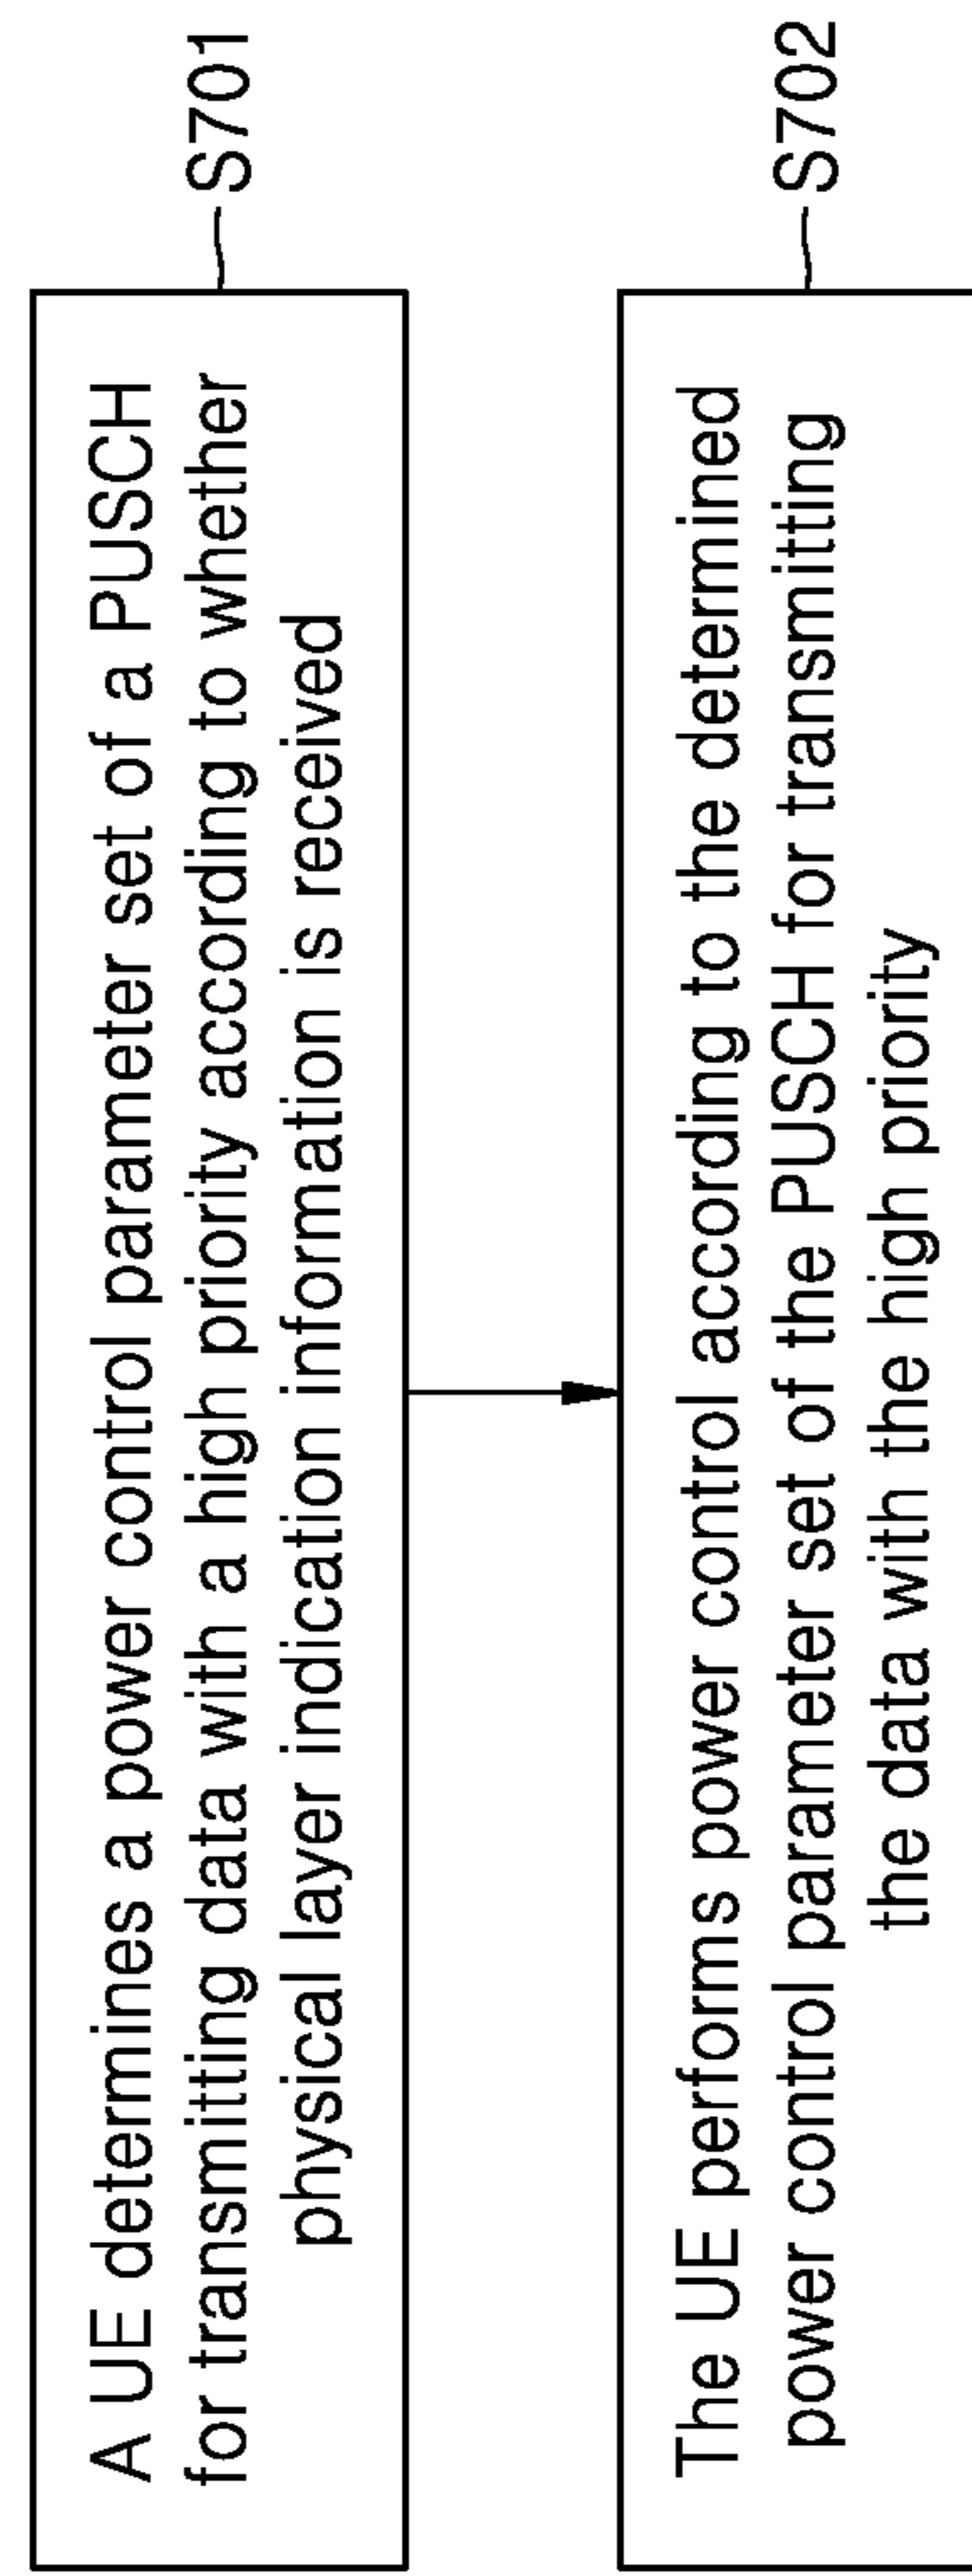 A UE determines a power control parameter set of a PUSCH
for transmitting data with a high priority according to whether
physical layer indication information is received
S701
The UE performs power control according to the determined
power control parameter set of the PUSCH for transmitting
the data with the high priority
S702